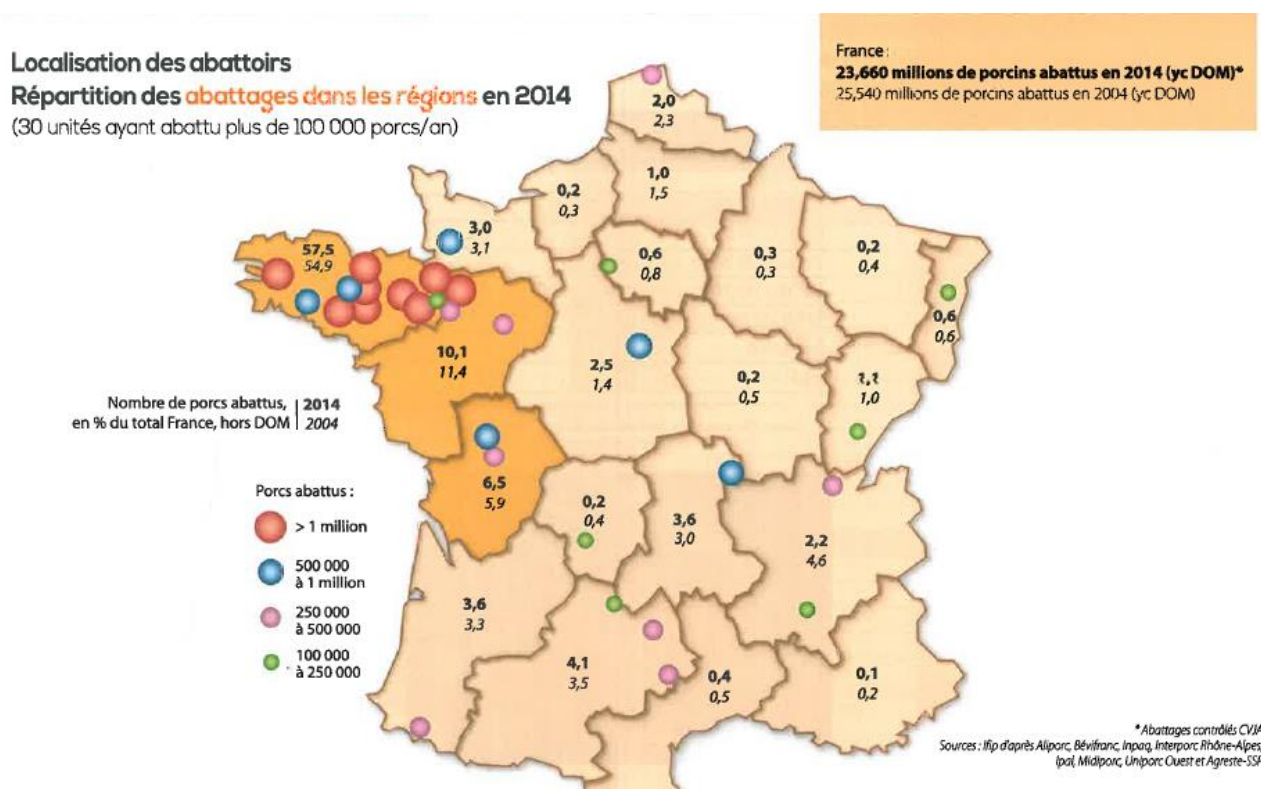 Localisation des abattoirs
Répartition des abattages dans les régions en 2014
(30 unités ayant abattu plus de 100 000 porcs/an)
France :
23,660 millions de porcins abattus en 2014 (yc DOM)*
25,540 millions de porcins abattus en 2004 (yc DOM)
2,0
2,3
1,0
1,5
0,2
0,3
3,0
3,1
57,5
54,9
0,6
0,8
0,3
0,3
0,2
0,4
0,6
0,6
10,1
11,4
2,5
1,4
0,2
0,5
1,1
1,0
Nombre de porcs abattus, 2014
en % du total France, hors DOM 2004
6,5
5,9
0,2
0,4
3,6
3,0
2,2
4,6
Porcs abattus :
> 1 million
500 000
à 1 million
250 000
à 500 000
100 000
à 250 000
3,6
3,3
4,1
3,5
0,4
0,5
0,1
0,2
* Abattages contrôlés CVJA
Sources : Ifip d'après Aliporc, Bévifranc, Inpaq, Interporc Rhône-Alpes,
Ipal, Midiporc, Uniporc Ouest et Agreste-SSP